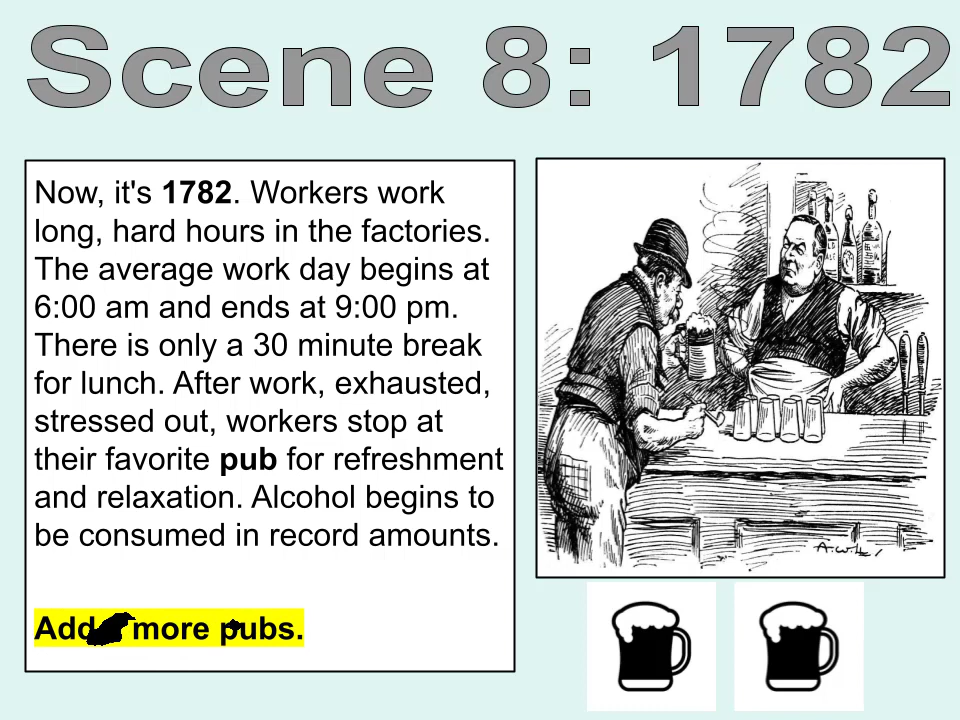 Scene 8: 1782
Now, it's 1782. Workers work
long, hard hours in the factories.
The average work day begins at
6:00 am and ends at 9:00 pm.
There is only a 30 minute break
for lunch. After work, exhausted,
stressed out, workers stop at
their favorite pub for refreshment
and relaxation. Alcohol begins to
be consumed in record amounts.
Add more pubs.